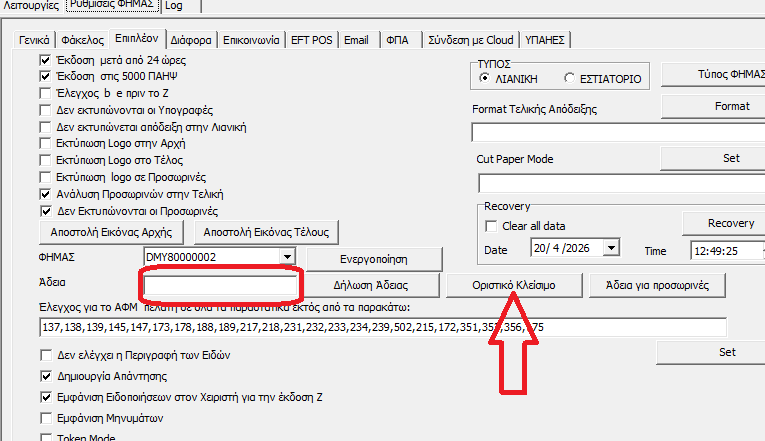 Λειτουργίες Ρυθμίσεις ΦΗΜΑΣ Log
Γενικά Φάκελος Επιπλέον Διάφορα Επικοινωνία EFT POS Email ΦΠΑ Σύνδεση με Cloud ΥΠΑΗΕΣ
Έκδοση μετά από 24 ώρες
Έκδοση στις 5000 ΠΑΗΨ
Έλεγχος b e πριν το Z
Δεν εκτυπώνονται οι Υπογραφές
Δεν εκτυπώνεται απόδειξη στην Λιανική
Εκτύπωση Logo στην Αρχή
Εκτύπωση Logo στο Τέλος
Εκτύπωση logo σε Προσωρινές
Ανάλυση Προσωρινών στην Τελική
Δεν Εκτυπώνονται οι Προσωρινές
ΤΥΠΟΣ
ΛΙΑΝΙΚΗ ΕΣΤΙΑΤΟΡΙΟ
Τύπος ΦΗΜΑΣ
Format Τελικής Απόδειξης
Format
Cut Paper Mode
Set
Recovery
Clear all data
Recovery
Date 20/ 4 /2026 Time 12:49:25
Αποστολή Εικόνας Αρχής Αποστολή Εικόνας Τέλους
ΦΗΜΑΣ DMY80000002 Ενεργοποίηση
Άδεια Δήλωση Άδειας Οριστικό Κλείσιμο Άδεια για προσωρινές
Έλεγχος για το ΑΦΜ πελάτη σε όλα τα παραστατικά εκτός από τα παρακάτω:
137,138,139,145,147,173,178,188,189,217,218,231,232,233,234,239,502,215,172,351,
Set
Δεν ελέγχει η Περιγραφή των Ειδών
Δημιουργία Απάντησης
Εμφάνιση Ειδοποιήσεων στον Χειριστή για την έκδοση Z
Εμφάνιση Μηνυμάτων
Token Mode